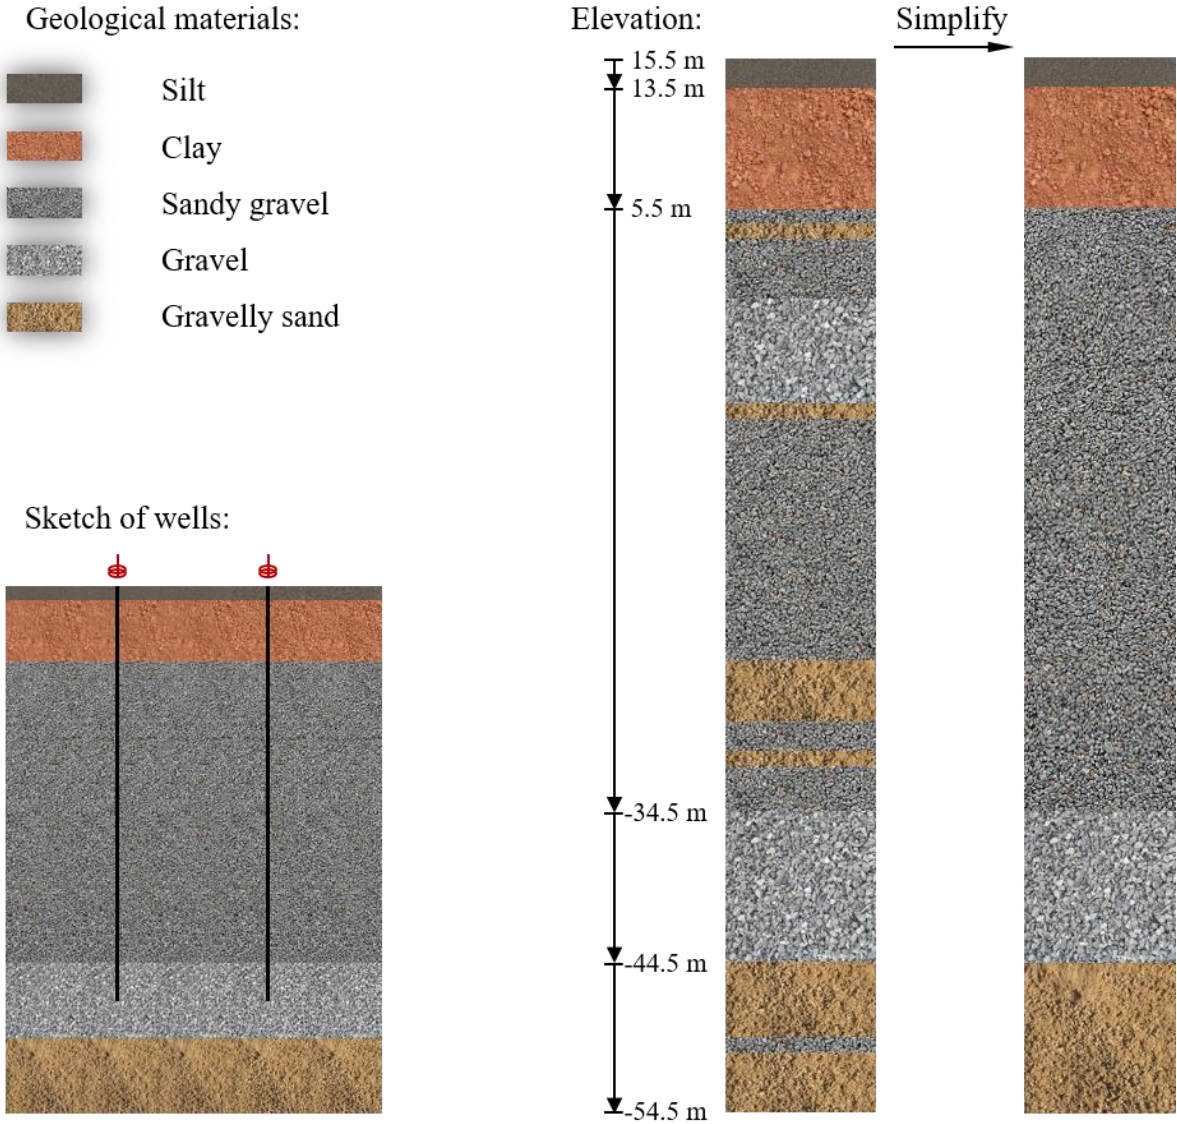 Geological materials:
Silt
Clay
Sandy gravel
Gravel
Gravelly sand
Sketch of wells:
Elevation:
15.5 m
13.5 m
5.5 m
-34.5 m
-44.5 m
-54.5 m
Simplify